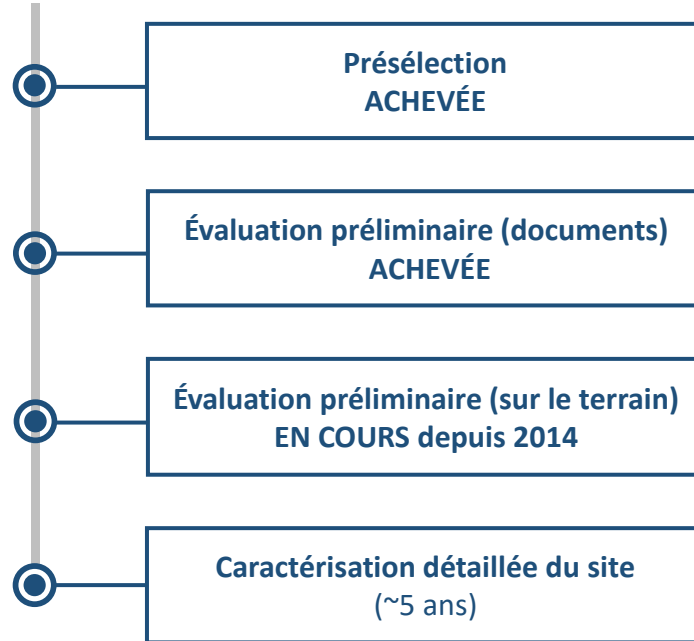 Présélection
ACHEVÉE
Évaluation préliminaire (documents)
ACHEVÉE
Évaluation préliminaire (sur le terrain)
EN COURS depuis 2014
Caractérisation détaillée du site
(~5 ans)